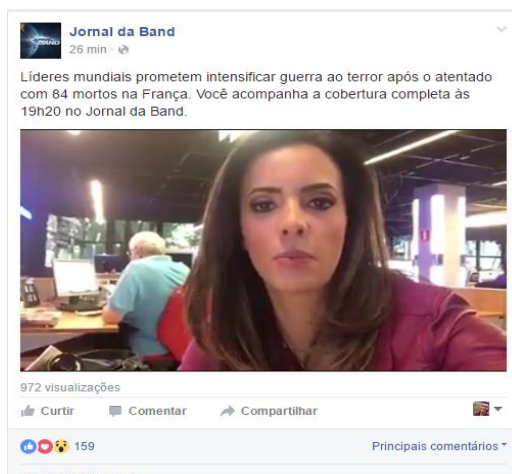 Jornal da Band
26 min ·
Líderes mundiais prometem intensificar guerra ao terror após o atentado
com 84 mortos na França. Você acompanha a cobertura completa às
19h20 no Jornal da Band.
972 visualizações
Curtir Comentar Compartilhar
159 Principais comentários